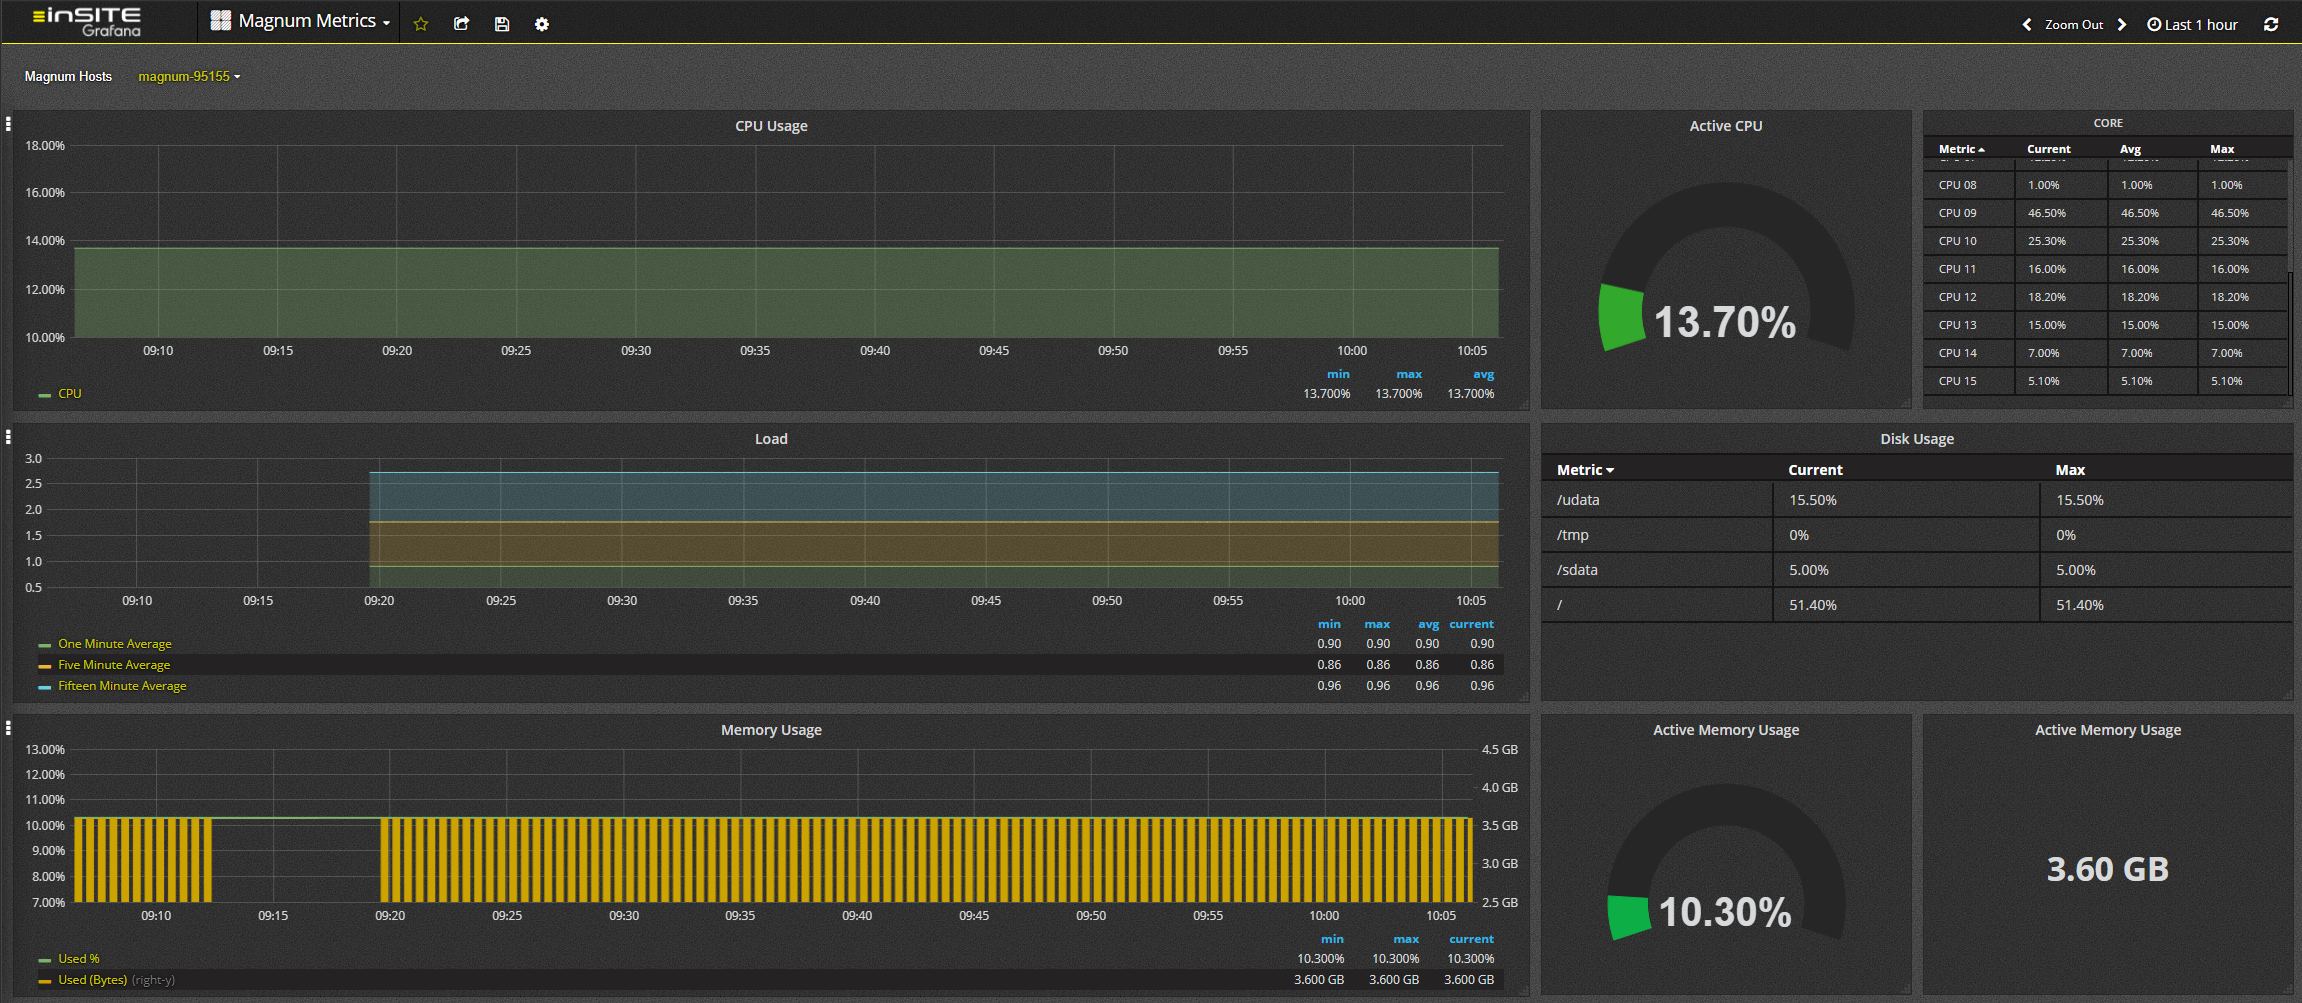 inSITE
Grafana
Magnum Metrics
Zoom Out
Last 1 hour
Magnum Hosts magnum-95155
CPU Usage
18.00%
16.00%
14.00%
12.00%
10.00%
09:10 09:15 09:20 09:25 09:30 09:35 09:40 09:45 09:50 09:55 10:00 10:05
min max avg
CPU 13.700% 13.700% 13.700%
Active CPU
13.70%
CORE
Metric Current Avg Max
CPU 08 1.00% 1.00% 1.00%
CPU 09 46.50% 46.50% 46.50%
CPU 10 25.30% 25.30% 25.30%
CPU 11 16.00% 16.00% 16.00%
CPU 12 18.20% 18.20% 18.20%
CPU 13 15.00% 15.00% 15.00%
CPU 14 7.00% 7.00% 7.00%
CPU 15 5.10% 5.10% 5.10%
Load
3.0
2.5
2.0
1.5
1.0
0.5
09:10 09:15 09:20 09:25 09:30 09:35 09:40 09:45 09:50 09:55 10:00 10:05
min max avg current
One Minute Average 0.90 0.90 0.90 0.90
Five Minute Average 0.86 0.86 0.86 0.86
Fifteen Minute Average 0.96 0.96 0.96 0.96
Disk Usage
Metric Current Max
/udata 15.50% 15.50%
/tmp 0% 0%
/sdata 5.00% 5.00%
/ 51.40% 51.40%
Memory Usage
13.00% 4.5 GB
12.00%
11.00% 4.0 GB
10.00% 3.5 GB
9.00% 3.0 GB
8.00%
7.00% 2.5 GB
09:10 09:15 09:20 09:25 09:30 09:35 09:40 09:45 09:50 09:55 10:00 10:05
min max current
Used % 10.300% 10.300% 10.300%
Used (Bytes) (right-y) 3.600 GB 3.600 GB 3.600 GB
Active Memory Usage
10.30%
Active Memory Usage
3.60 GB